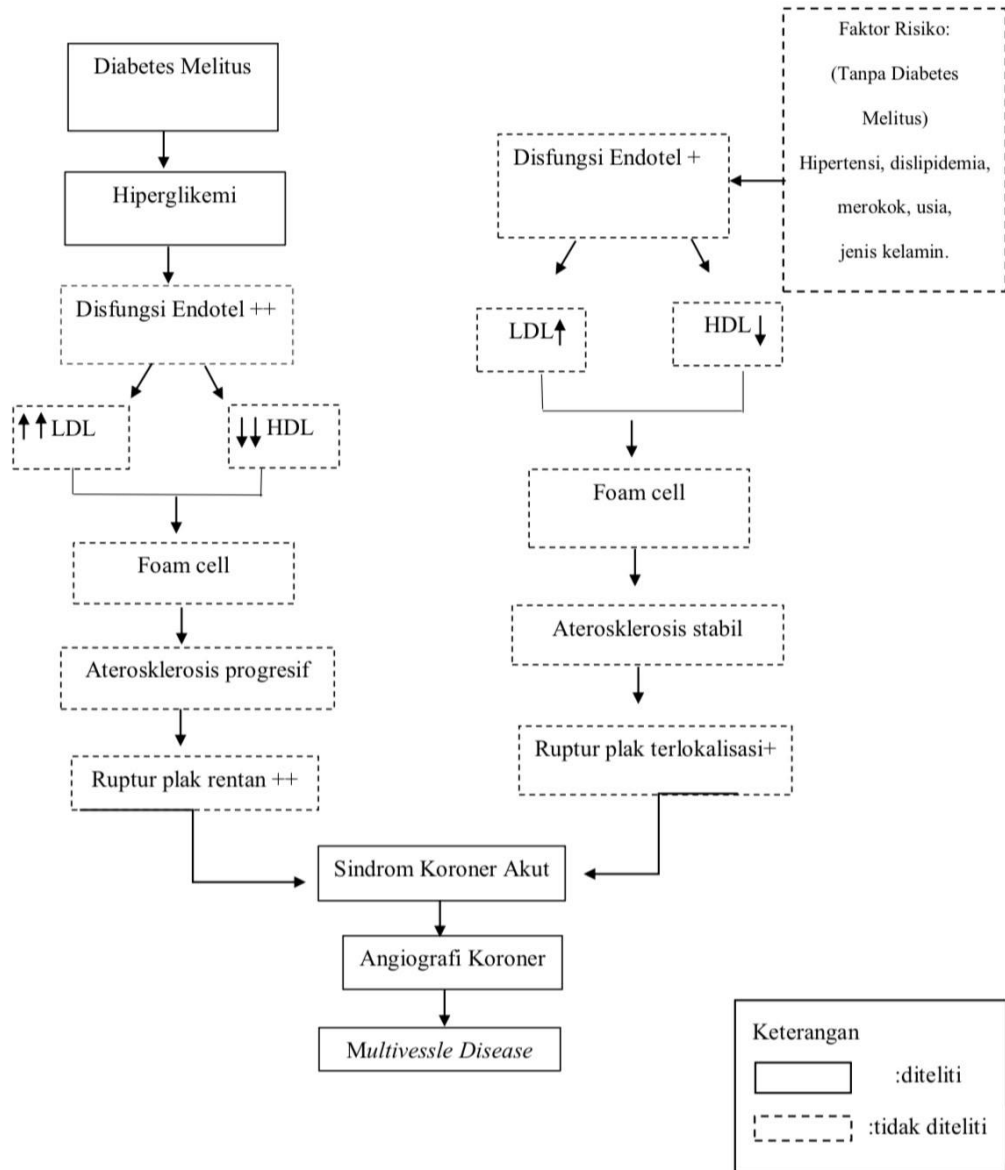 Diabetes Melitus
Hiperglikemi
Disfungsi Endotel ++
↑↑LDL
↓↓ HDL
Foam cell
Aterosklerosis progresif
Ruptur plak rentan ++
Faktor Risiko:
(Tanpa Diabetes
Melitus)
Hipertensi, dislipidemia,
merokok, usia,
jenis kelamin.
Disfungsi Endotel +
LDL↑
HDL↓
Foam cell
Aterosklerosis stabil
Ruptur plak terlokalisasi+
Sindrom Koroner Akut
Angiografi Koroner
Multivessle Disease
Keterangan
:diteliti
:tidak diteliti